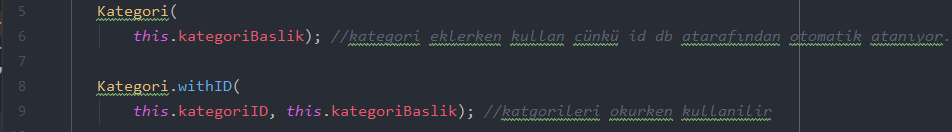 5 Kategori(
6 this.kategoriBaslik); //kategori eklerken kullan cünkü id db atarafından otomatik atanıyor.
7
8 Kategori.withID(
9 this.kategoriID, this.kategoriBaslik); //katgorileri okurken kullanilir